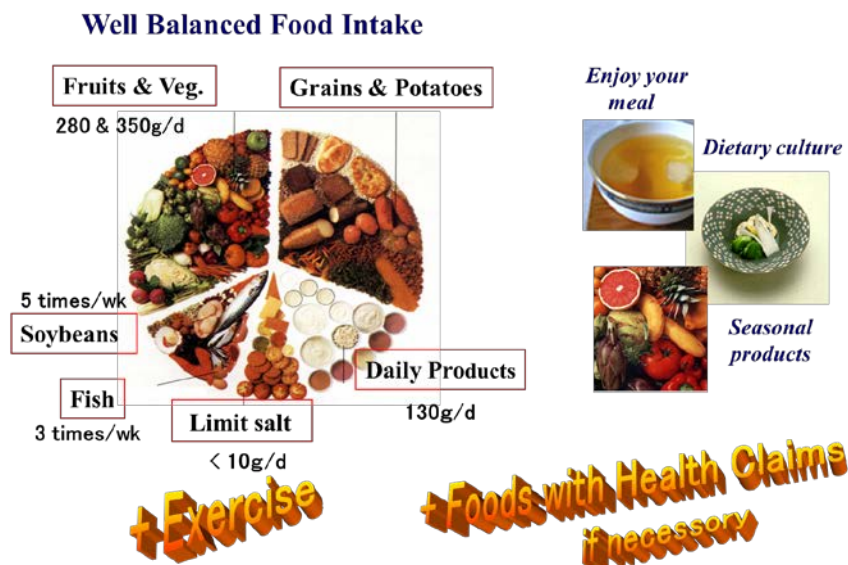 Well Balanced Food Intake
Fruits & Veg.
280 & 350g/d
Grains & Potatoes
5 times/wk
Soybeans
Fish
3 times/wk
Limit salt
< 10g/d
Daily Products
130g/d
Enjoy your
meal
Dietary culture
Seasonal
products
+ Exercise
+ Foods with Health Claims
if necessary